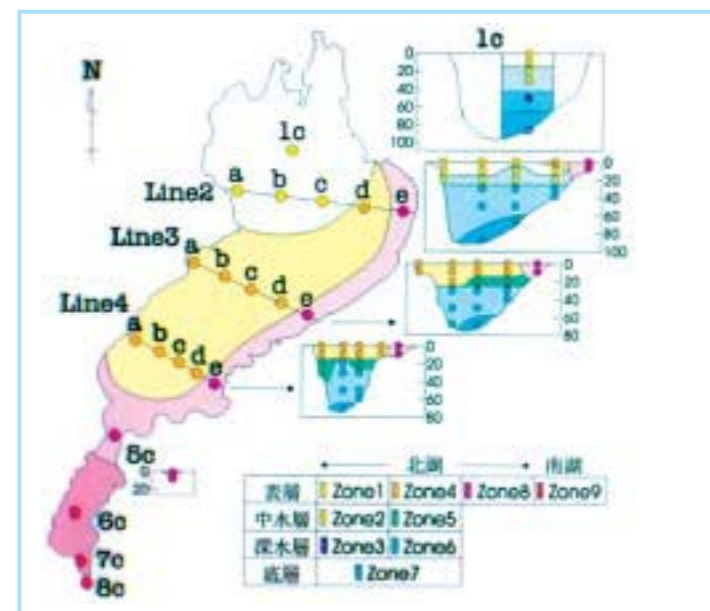 1c
0
20
40
60
80
100
N
1c
a b c d e
Line2
0
20
40
60
80
100
Line3
a b c d e
0
20
40
60
80
Line4
a b c d e
0
20
40
60
80
5c
0
20
6c
7c
8c
北湖 南湖
表層 Zone1 Zone4 Zone8 Zone9
中水層 Zone2 Zone5
深水層 Zone3 Zone6
底層 Zone7